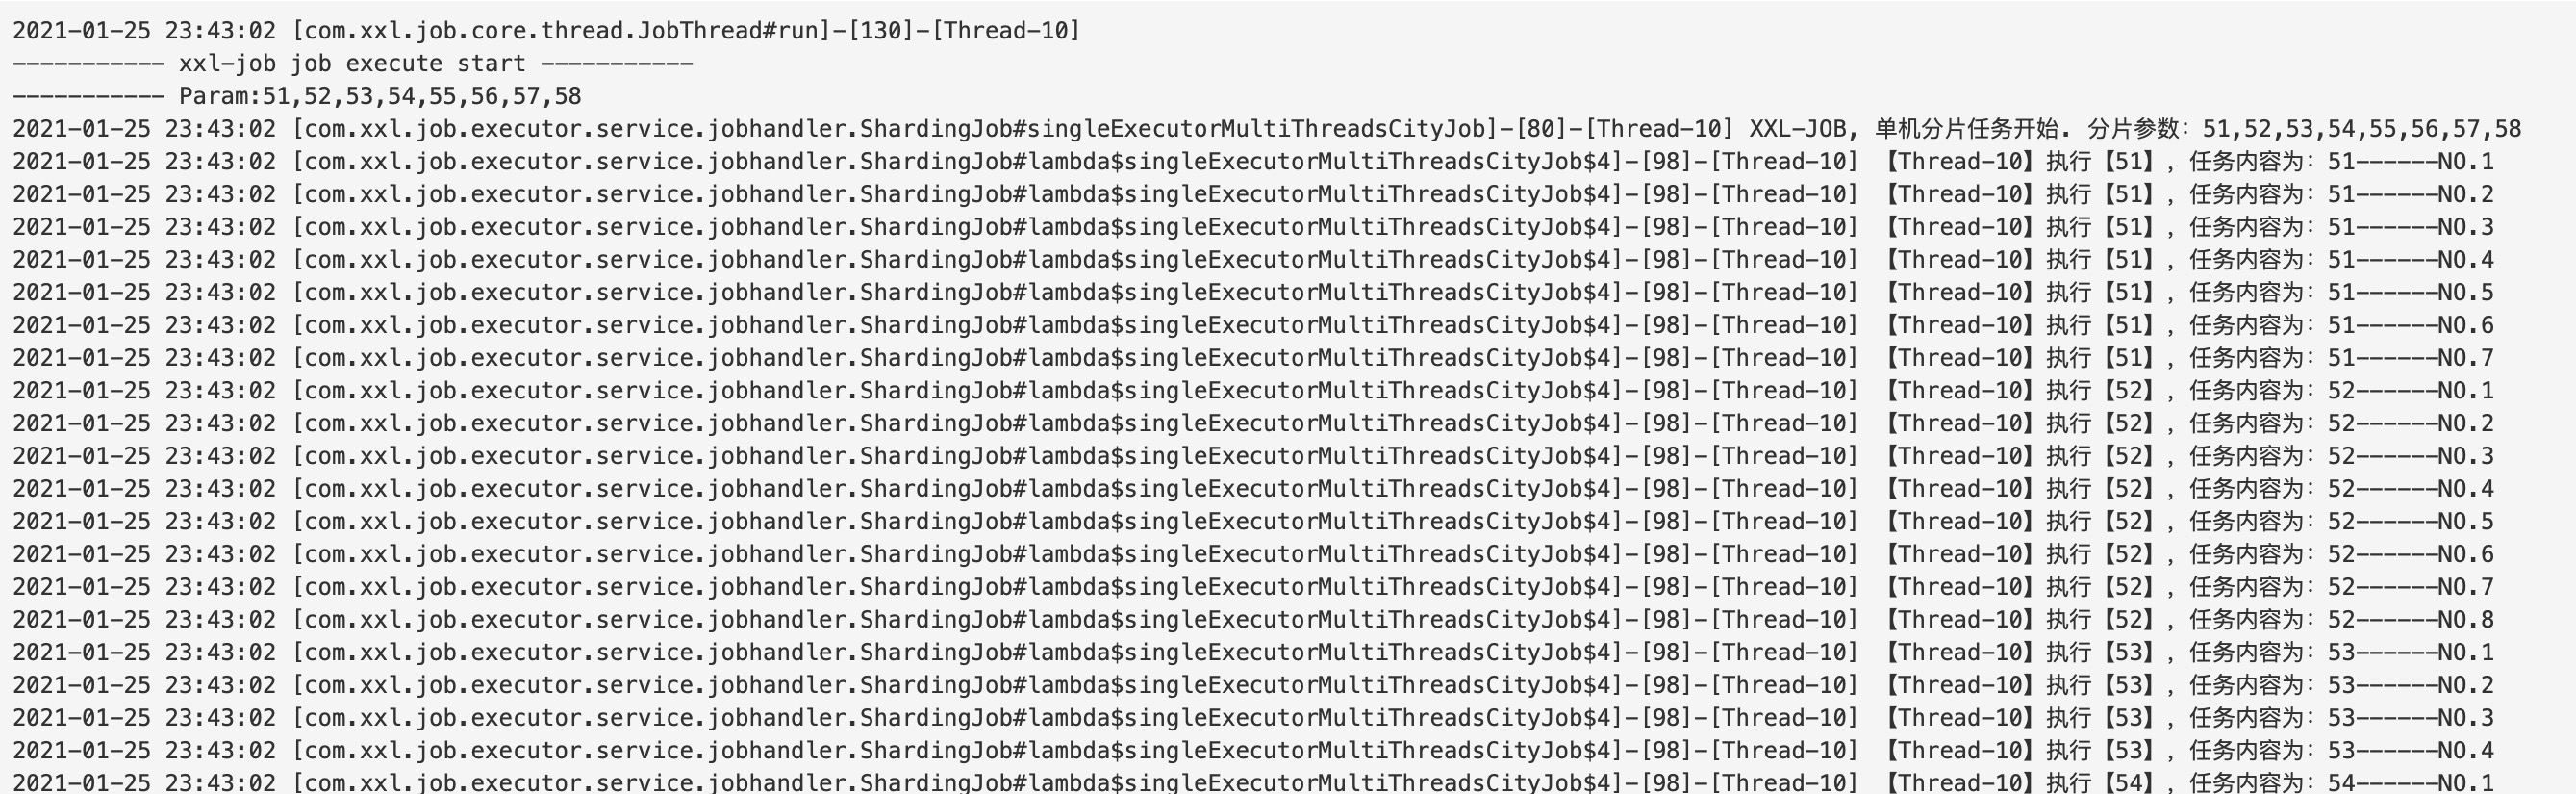 2021-01-25 23:43:02 [com.xxl.job.core.thread.JobThread#run]-[130]-[Thread-10]
----------- xxl-job job execute start -----------
----------- Param:51,52,53,54,55,56,57,58
2021-01-25 23:43:02 [com.xxl.job.executor.service.jobhandler.ShardingJob#singleExecutorMultiThreadsCityJob]-[80]-[Thread-10] XXL-JOB, 单机分片任务开始. 分片参数：51,52,53,54,55,56,57,58
2021-01-25 23:43:02 [com.xxl.job.executor.service.jobhandler.ShardingJob#lambda$singleExecutorMultiThreadsCityJob$4]-[98]-[Thread-10] 【Thread-10】执行【51】，任务内容为：51------NO.1
2021-01-25 23:43:02 [com.xxl.job.executor.service.jobhandler.ShardingJob#lambda$singleExecutorMultiThreadsCityJob$4]-[98]-[Thread-10] 【Thread-10】执行【51】，任务内容为：51------NO.2
2021-01-25 23:43:02 [com.xxl.job.executor.service.jobhandler.ShardingJob#lambda$singleExecutorMultiThreadsCityJob$4]-[98]-[Thread-10] 【Thread-10】执行【51】，任务内容为：51------NO.3
2021-01-25 23:43:02 [com.xxl.job.executor.service.jobhandler.ShardingJob#lambda$singleExecutorMultiThreadsCityJob$4]-[98]-[Thread-10] 【Thread-10】执行【51】，任务内容为：51------NO.4
2021-01-25 23:43:02 [com.xxl.job.executor.service.jobhandler.ShardingJob#lambda$singleExecutorMultiThreadsCityJob$4]-[98]-[Thread-10] 【Thread-10】执行【51】，任务内容为：51------NO.5
2021-01-25 23:43:02 [com.xxl.job.executor.service.jobhandler.ShardingJob#lambda$singleExecutorMultiThreadsCityJob$4]-[98]-[Thread-10] 【Thread-10】执行【51】，任务内容为：51------NO.6
2021-01-25 23:43:02 [com.xxl.job.executor.service.jobhandler.ShardingJob#lambda$singleExecutorMultiThreadsCityJob$4]-[98]-[Thread-10] 【Thread-10】执行【51】，任务内容为：51------NO.7
2021-01-25 23:43:02 [com.xxl.job.executor.service.jobhandler.ShardingJob#lambda$singleExecutorMultiThreadsCityJob$4]-[98]-[Thread-10] 【Thread-10】执行【52】，任务内容为：52------NO.1
2021-01-25 23:43:02 [com.xxl.job.executor.service.jobhandler.ShardingJob#lambda$singleExecutorMultiThreadsCityJob$4]-[98]-[Thread-10] 【Thread-10】执行【52】，任务内容为：52------NO.2
2021-01-25 23:43:02 [com.xxl.job.executor.service.jobhandler.ShardingJob#lambda$singleExecutorMultiThreadsCityJob$4]-[98]-[Thread-10] 【Thread-10】执行【52】，任务内容为：52------NO.3
2021-01-25 23:43:02 [com.xxl.job.executor.service.jobhandler.ShardingJob#lambda$singleExecutorMultiThreadsCityJob$4]-[98]-[Thread-10] 【Thread-10】执行【52】，任务内容为：52------NO.4
2021-01-25 23:43:02 [com.xxl.job.executor.service.jobhandler.ShardingJob#lambda$singleExecutorMultiThreadsCityJob$4]-[98]-[Thread-10] 【Thread-10】执行【52】，任务内容为：52------NO.5
2021-01-25 23:43:02 [com.xxl.job.executor.service.jobhandler.ShardingJob#lambda$singleExecutorMultiThreadsCityJob$4]-[98]-[Thread-10] 【Thread-10】执行【52】，任务内容为：52------NO.6
2021-01-25 23:43:02 [com.xxl.job.executor.service.jobhandler.ShardingJob#lambda$singleExecutorMultiThreadsCityJob$4]-[98]-[Thread-10] 【Thread-10】执行【52】，任务内容为：52------NO.7
2021-01-25 23:43:02 [com.xxl.job.executor.service.jobhandler.ShardingJob#lambda$singleExecutorMultiThreadsCityJob$4]-[98]-[Thread-10] 【Thread-10】执行【52】，任务内容为：52------NO.8
2021-01-25 23:43:02 [com.xxl.job.executor.service.jobhandler.ShardingJob#lambda$singleExecutorMultiThreadsCityJob$4]-[98]-[Thread-10] 【Thread-10】执行【53】，任务内容为：53------NO.1
2021-01-25 23:43:02 [com.xxl.job.executor.service.jobhandler.ShardingJob#lambda$singleExecutorMultiThreadsCityJob$4]-[98]-[Thread-10] 【Thread-10】执行【53】，任务内容为：53------NO.2
2021-01-25 23:43:02 [com.xxl.job.executor.service.jobhandler.ShardingJob#lambda$singleExecutorMultiThreadsCityJob$4]-[98]-[Thread-10] 【Thread-10】执行【53】，任务内容为：53------NO.3
2021-01-25 23:43:02 [com.xxl.job.executor.service.jobhandler.ShardingJob#lambda$singleExecutorMultiThreadsCityJob$4]-[98]-[Thread-10] 【Thread-10】执行【53】，任务内容为：53------NO.4
2021-01-25 23:43:02 [com.xxl.job.executor.service.jobhandler.ShardingJob#lambda$singleExecutorMultiThreadsCityJob$4]-[98]-[Thread-10] 【Thread-10】执行【54】，任务内容为：54------NO.1